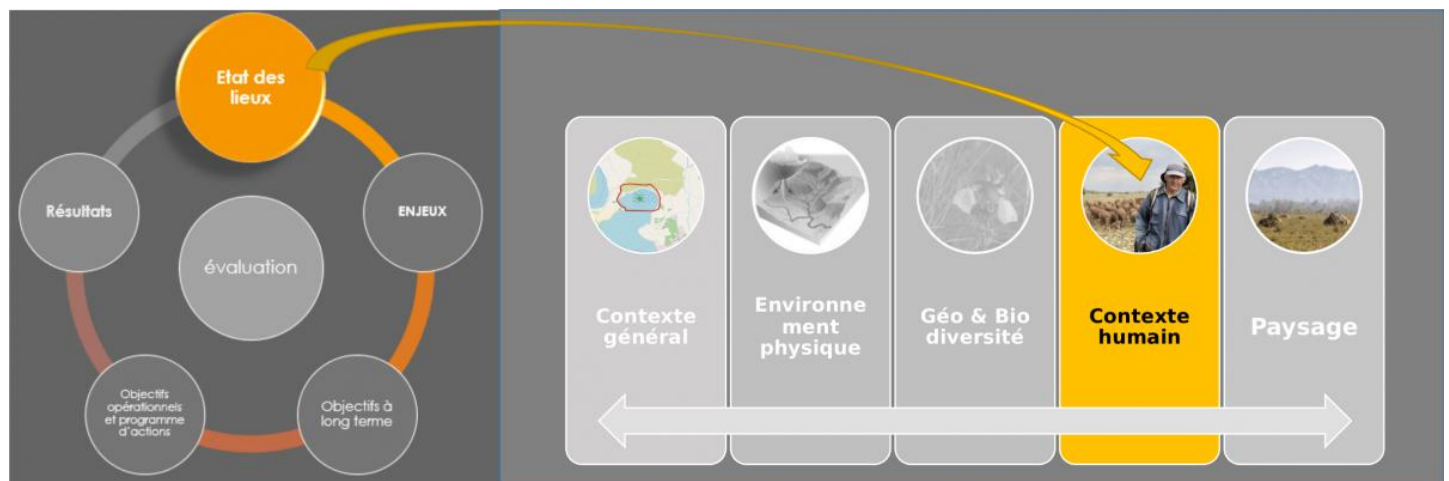 Etat des
lieux
Résultats
ENJEUX
évaluation
Objectifs
opérationnels
et programme
d'actions
Objectifs à
long terme
Contexte
général
Environne
ment
physique
Géo & Bio
diversité
Contexte
humain
Paysage